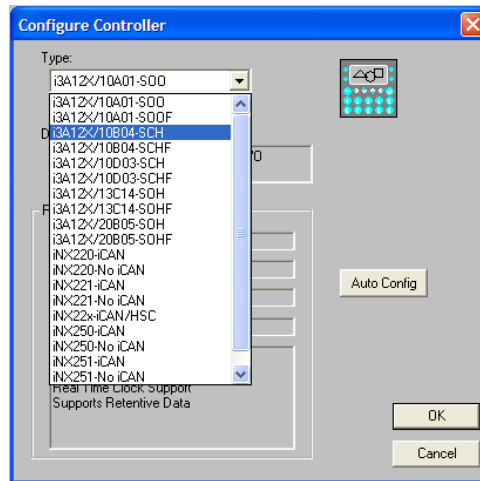 Configure Controller
Type:
i3A12X/10A01-SOO
i3A12X/10A01-SOO
i3A12X/10A01-SOOF
D
i3A12X/10B04-SCH
i3A12X/10B04-SCHF
i3A12X/10D03-SCH
i3A12X/10D03-SCHF
i3A12X/13C14-SOH
i3A12X/13C14-SOHF
i3A12X/20B05-SOH
i3A12X/20B05-SOHF
iNX220-iCAN
iNX220-No iCAN
iNX221-iCAN
iNX221-No iCAN
iNX22x-iCAN/HSC
iNX250-iCAN
iNX250-No iCAN
iNX251-iCAN
iNX251-No iCAN
Real Time Clock Support
Supports Retentive Data
Auto Config
OK
Cancel